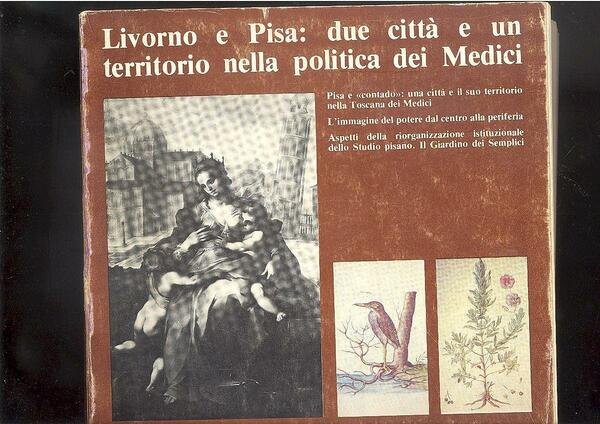 Livorno e Pisa: due città e un
territorio nella politica dei Medici
Pisa e «contado»: una città e il suo territorio
nella Toscana dei Medici
L'immagine del potere dal centro alla periferia
Aspetti della riorganizzazione istituzionale
dello Studio pisano. Il Giardino dei Semplici